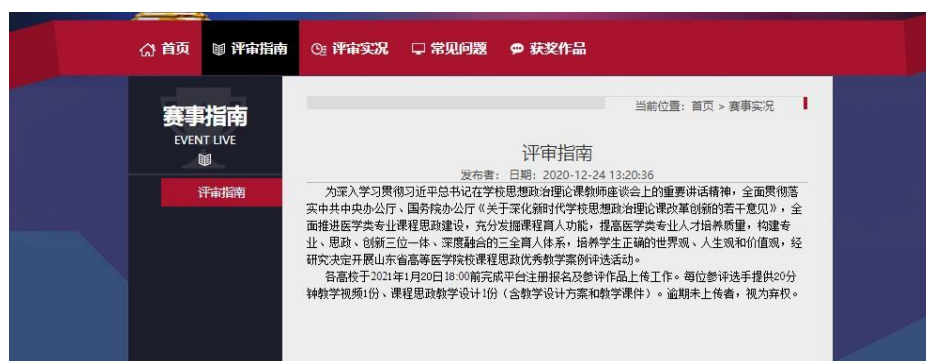 首页 评审指南 评审实况 常见问题 获奖作品
赛事指南
EVENT LIVE
评审指南
当前位置：首页 > 赛事实况
评审指南
发布者： 日期：2020-12-24 13:20:36
为深入学习贯彻习近平总书记在学校思想政治理论课教师座谈会上的重要讲话精神，全面贯彻落
实中共中央办公厅、国务院办公厅《关于深化新时代学校思想政治理论课改革创新的若干意见》，全
面推进医学类专业课程思政建设，充分发掘课程育人功能，提高医学类专业人才培养质量，构建专
业、思政、创新三位一体、深度融合的三全育人体系，培养学生正确的世界观、人生观和价值观，经
研究决定开展山东省高等医学院校课程思政优秀教学案例评选活动。
各高校于2021年1月20日18:00前完成平台注册报名及参评作品上传工作。每位参评选手提供20分
钟教学视频1份、课程思政教学设计1份（含教学设计方案和教学课件）。逾期未上传者，视为弃权。